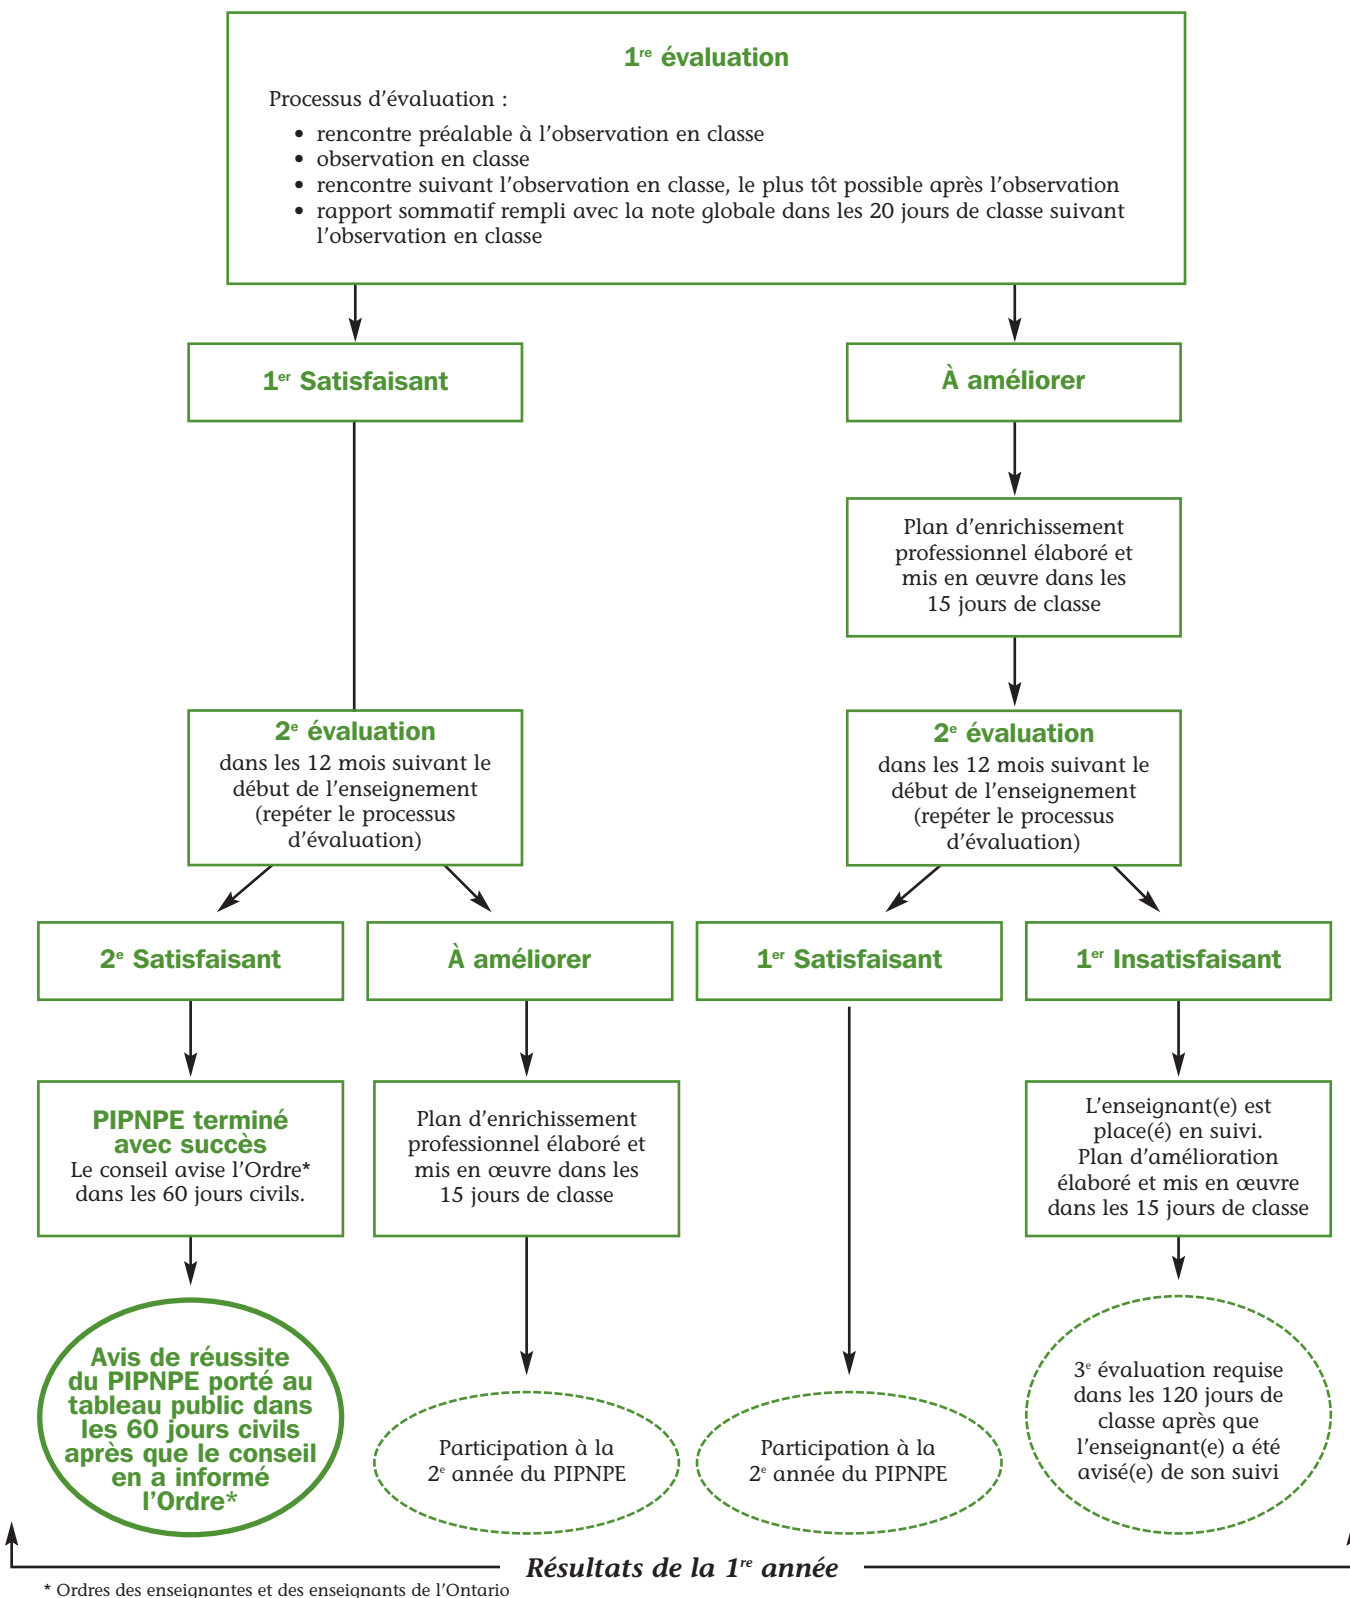 1re évaluation
Processus d'évaluation :
• rencontre préalable à l'observation en classe
• observation en classe
• rencontre suivant l'observation en classe, le plus tôt possible après l'observation
• rapport sommatif rempli avec la note globale dans les 20 jours de classe suivant
l'observation en classe
1er Satisfaisant
À améliorer
Plan d'enrichissement
professionnel élaboré et
mis en œuvre dans les
15 jours de classe
2e évaluation
dans les 12 mois suivant le
début de l'enseignement
(repéter le processus
d'évaluation)
2e évaluation
dans les 12 mois suivant le
début de l'enseignement
(repéter le processus
d'évaluation)
2e Satisfaisant
À améliorer
1er Satisfaisant
1er Insatisfaisant
PIPNPE terminé
avec succès
Le conseil avise l'Ordre*
dans les 60 jours civils.
Plan d'enrichissement
professionnel élaboré et
mis en œuvre dans les
15 jours de classe
L'enseignant(e) est
place(é) en suivi.
Plan d'amélioration
élaboré et mis en œuvre
dans les 15 jours de classe
Avis de réussite
du PIPNPE porté au
tableau public dans
les 60 jours civils
après que le conseil
en a informé
l'Ordre*
Participation à la
2e année du PIPNPE
Participation à la
2e année du PIPNPE
3e évaluation requise
dans les 120 jours de
classe après que
l'enseignant(e) a été
avisé(e) de son suivi
Résultats de la 1re année
* Ordres des enseignantes et des enseignants de l'Ontario